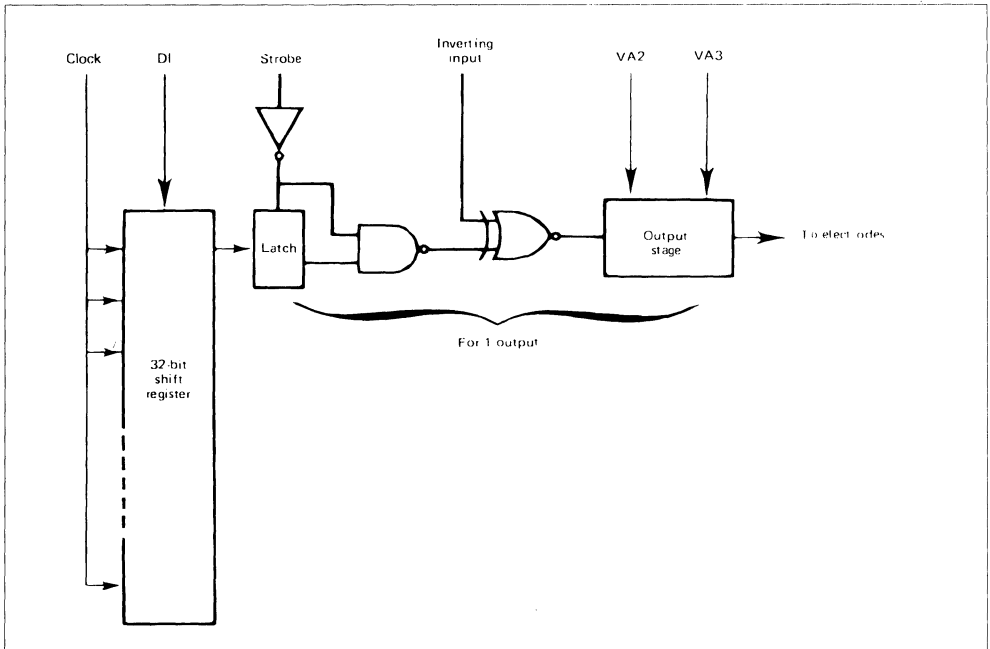 Clock
DI
Strobe
Inverting
input
VA2
VA3
Latch
Output
stage
To electrodes
For 1 output
32-bit
shift
register